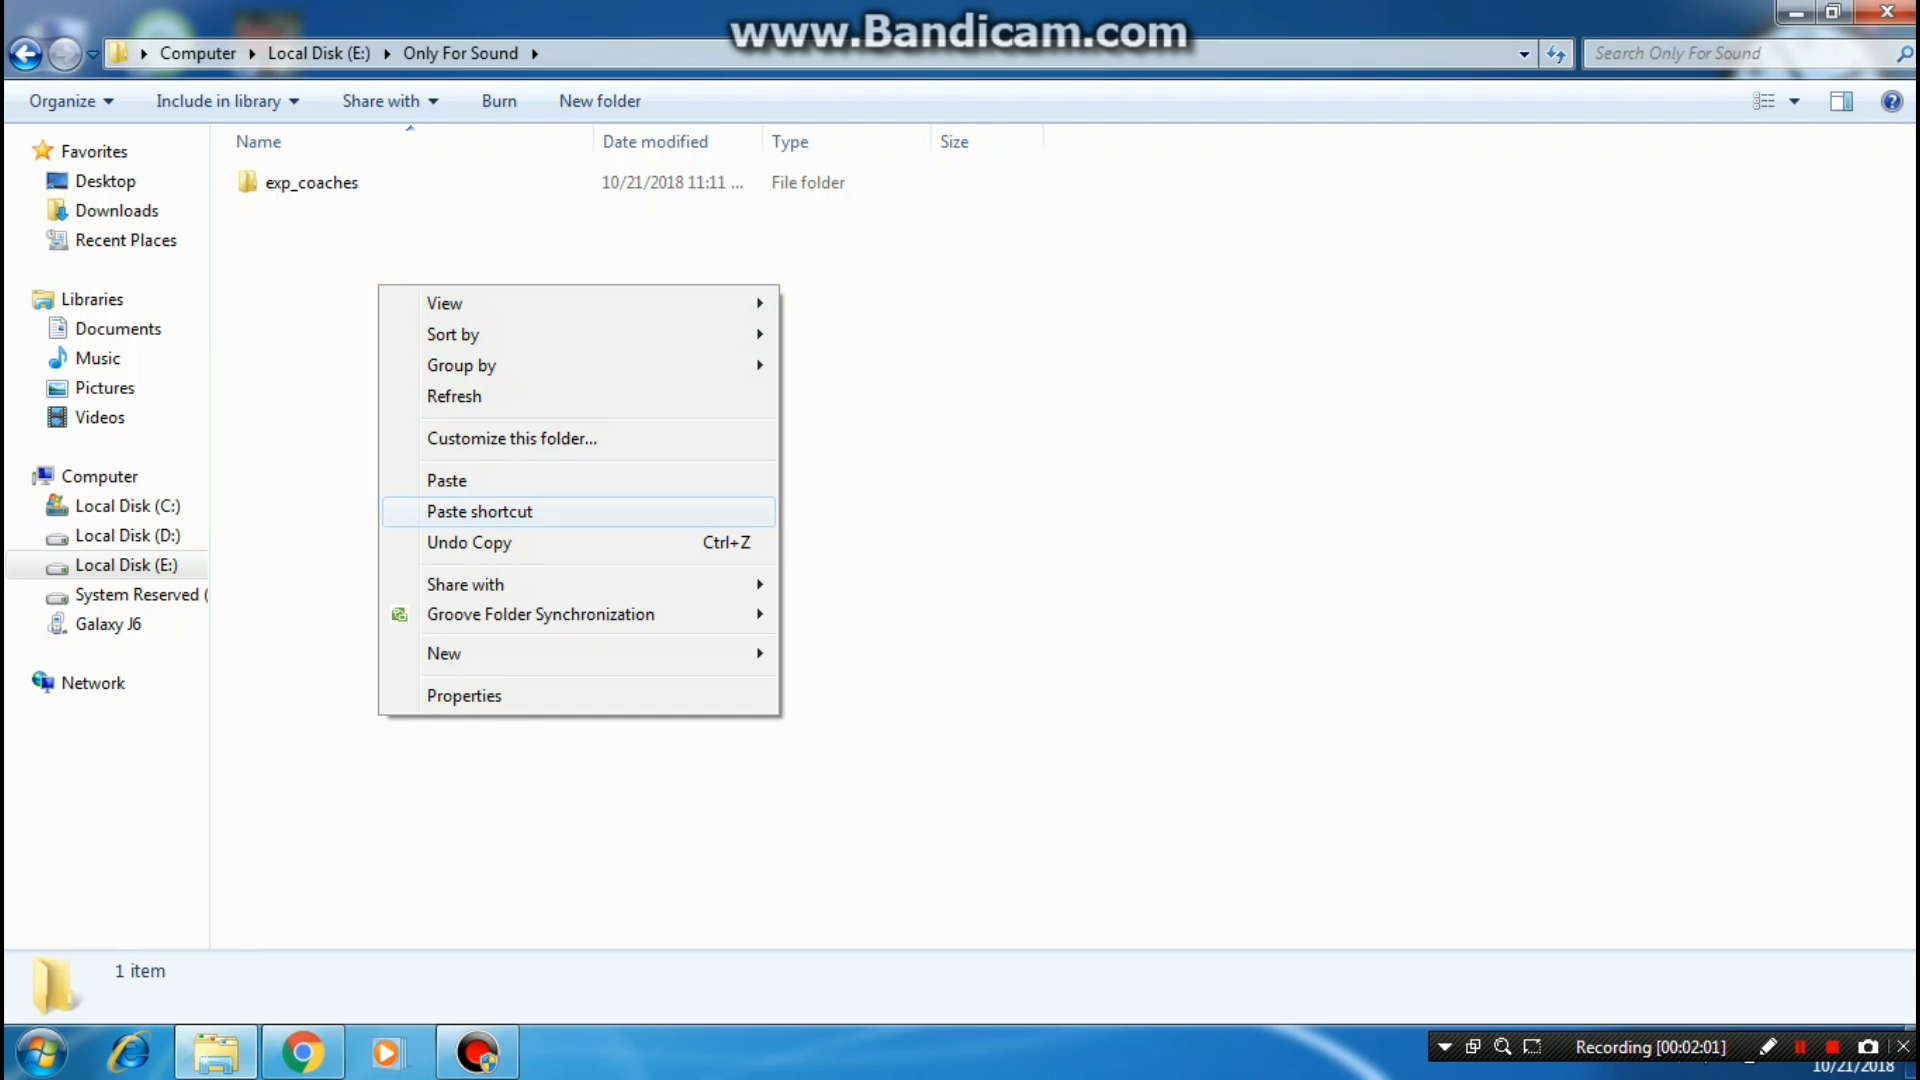 www.Bandicam.com
Computer Local Disk (E:) Only For Sound
Search Only For Sound
Organize Include in library Share with Burn New folder
Name Date modified Type Size
exp_coaches 10/21/2018 11:11 ... File folder
Favorites
Desktop
Downloads
Recent Places
Libraries
Documents
Music
Pictures
Videos
Computer
Local Disk (C:)
Local Disk (D:)
Local Disk (E:)
System Reserved (
Galaxy J6
Network
View
Sort by
Group by
Refresh
Customize this folder...
Paste
Paste shortcut
Undo Copy Ctrl+Z
Share with
Groove Folder Synchronization
New
Properties
1 item
Recording [00:02:01]
10/21/2018